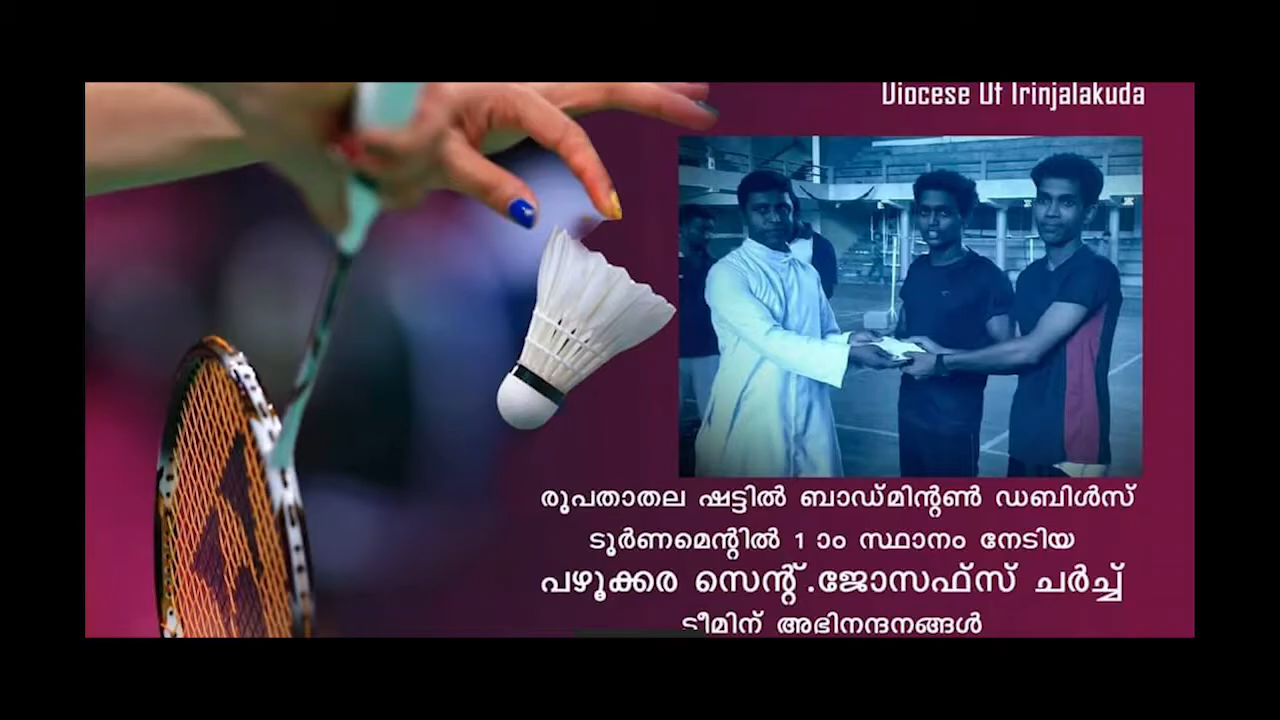 Diocese Of Irinjalakuda
രൂപതാതല ഷട്ടിൽ ബാഡ്മിന്റൺ ഡബിൾസ്
ടൂർണമെന്റിൽ 1 ാം സ്ഥാനം നേടിയ
പഴൂക്കര സെന്റ്.ജോസഫ്സ് ചർച്ച്
ടീമിന് അഭിനന്ദനങ്ങൾ